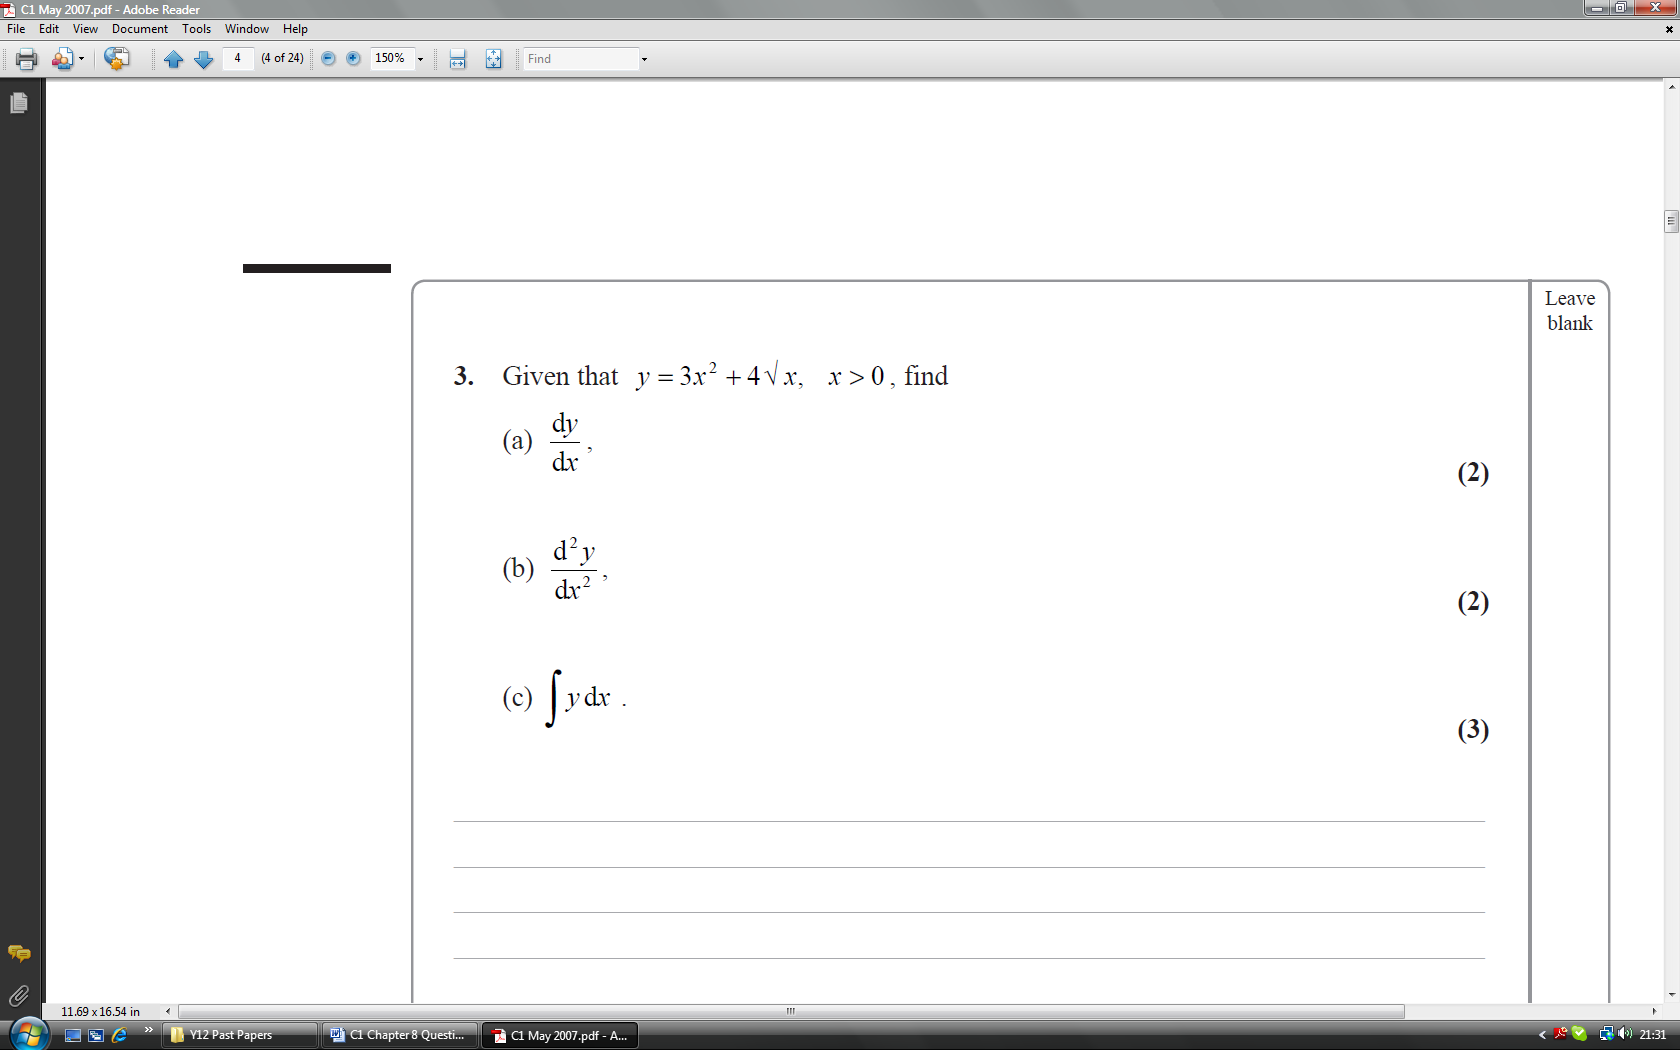 C1 May 2007.pdf - Adobe Reader
File Edit View Document Tools Window Help
4 (4 of 24) 150% Find
Leave
blank
3. Given that y = 3x² + 4√x, x > 0, find
(a) dy/dx,
(2)
(b) d²y/dx²,
(2)
(c) ∫ y dx .
(3)
11.69 x 16.54 in
Y12 Past Papers C1 Chapter 8 Questi... C1 May 2007.pdf - A... 21:31